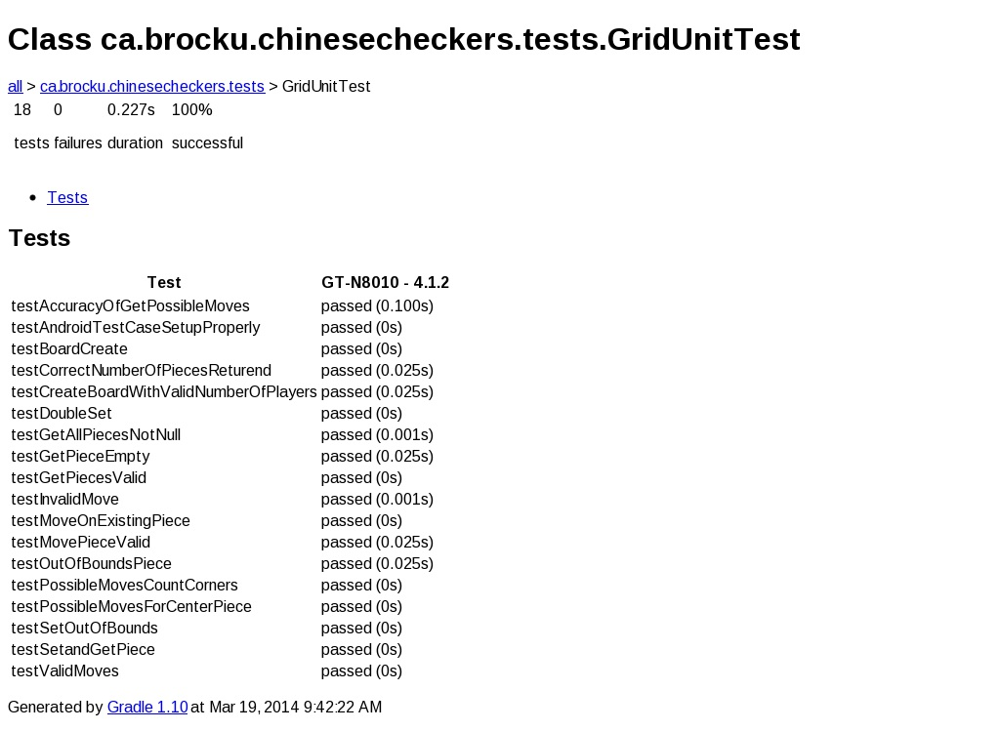 Class ca.brocku.chinesecheckers.tests.GridUnitTest
all > ca.brocku.chinesecheckers.tests > GridUnitTest
18 0 0.227s 100%
tests failures duration successful
• Tests
Tests
Test GT-N8010 - 4.1.2
testAccuracyOfGetPossibleMoves passed (0.100s)
testAndroidTestCaseSetupProperly passed (0s)
testBoardCreate passed (0s)
testCorrectNumberOfPiecesReturend passed (0.025s)
testCreateBoardWithValidNumberOfPlayers passed (0.025s)
testDoubleSet passed (0s)
testGetAllPiecesNotNull passed (0.001s)
testGetPieceEmpty passed (0.025s)
testGetPiecesValid passed (0s)
testInvalidMove passed (0.001s)
testMoveOnExistingPiece passed (0s)
testMovePieceValid passed (0.025s)
testOutOfBoundsPiece passed (0.025s)
testPossibleMovesCountCorners passed (0s)
testPossibleMovesForCenterPiece passed (0s)
testSetOutOfBounds passed (0s)
testSetandGetPiece passed (0s)
testValidMoves passed (0s)
Generated by Gradle 1.10 at Mar 19, 2014 9:42:22 AM